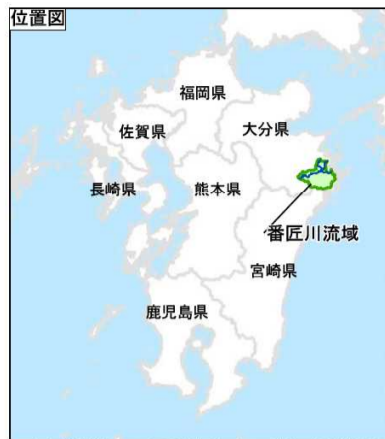 位置図
福岡県
佐賀県
大分県
長崎県
熊本県
番匠川流域
宮崎県
鹿児島県